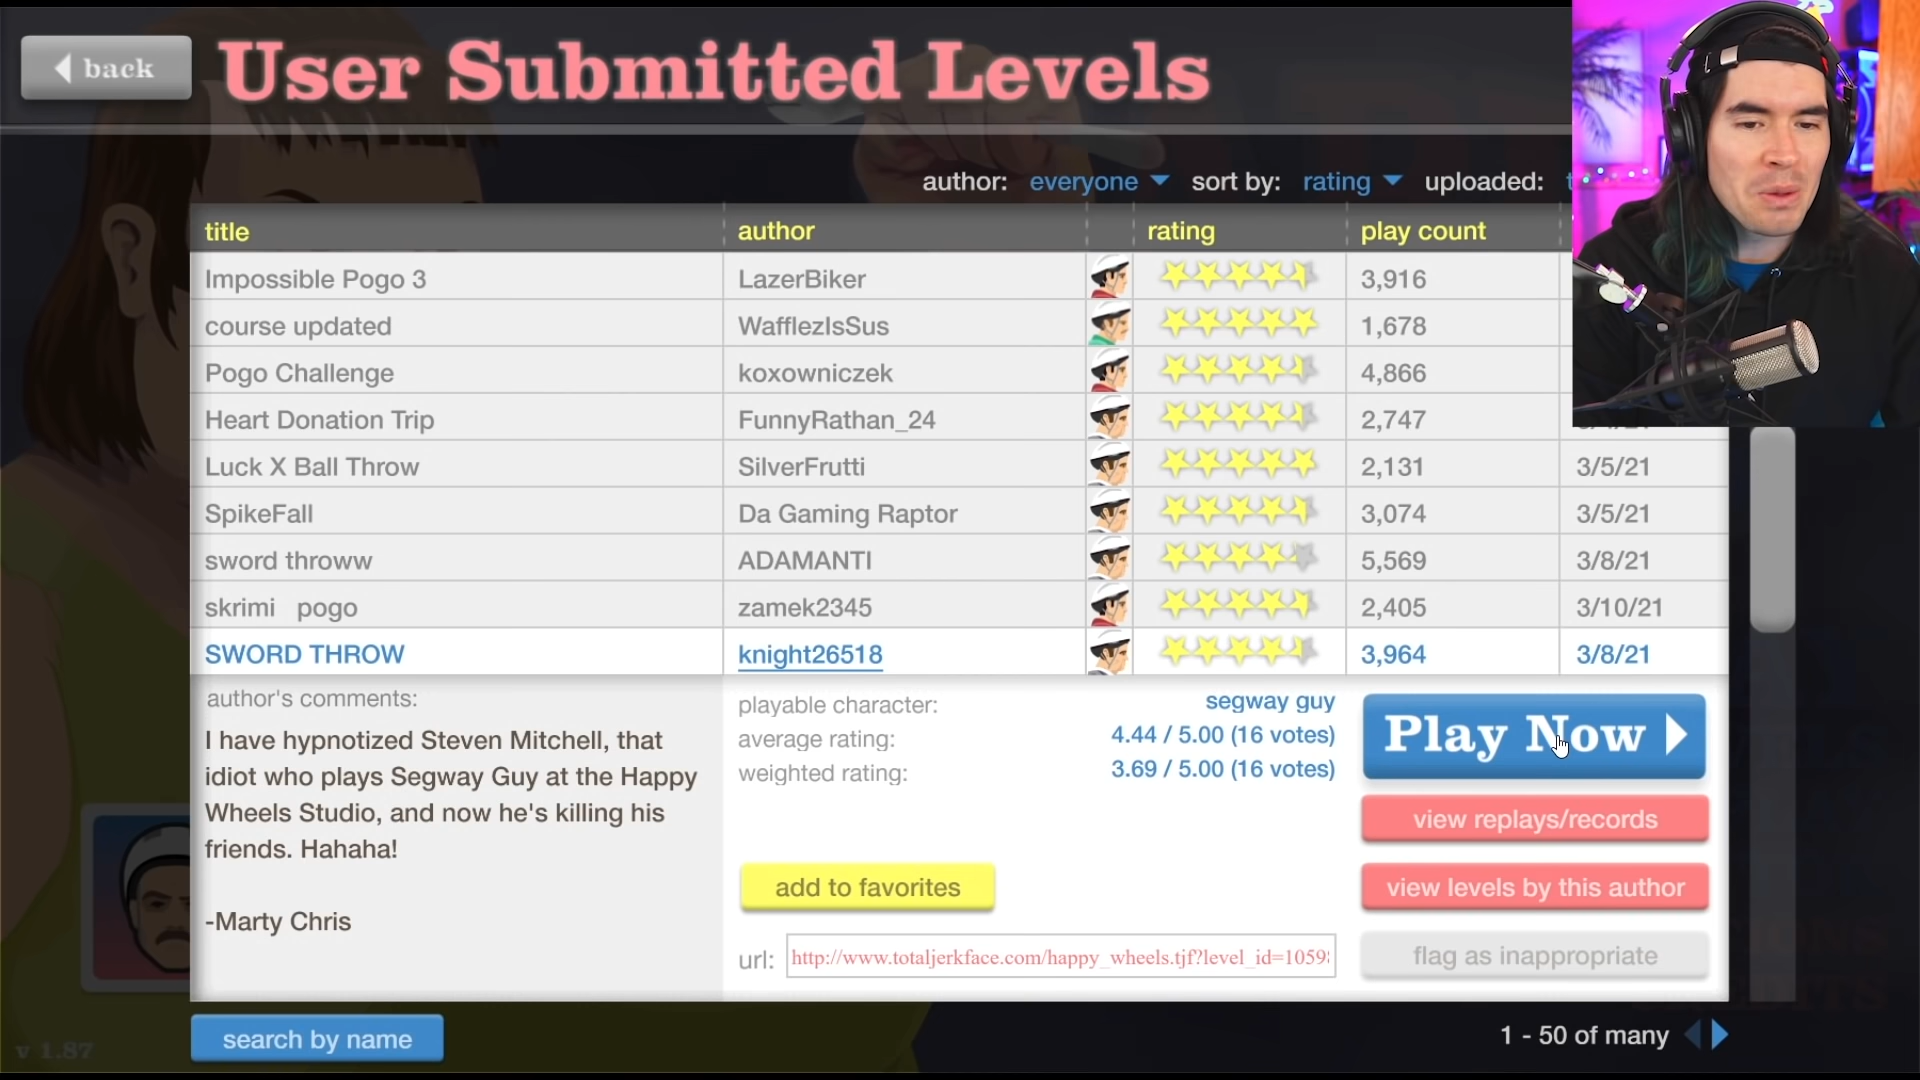 back
User Submitted Levels
author: everyone sort by: rating uploaded:
title author rating play count
Impossible Pogo 3 LazerBiker 3,916
course updated WafflezIsSus 1,678
Pogo Challenge koxowniczek 4,866
Heart Donation Trip FunnyRathan_24 2,747
Luck X Ball Throw SilverFrutti 2,131 3/5/21
SpikeFall Da Gaming Raptor 3,074 3/5/21
sword throww ADAMANTI 5,569 3/8/21
skrimi pogo zamek2345 2,405 3/10/21
SWORD THROW knight26518 3,964 3/8/21
author's comments:
I have hypnotized Steven Mitchell, that
idiot who plays Segway Guy at the Happy
Wheels Studio, and now he's killing his
friends. Hahaha!
-Marty Chris
playable character: segway guy
average rating: 4.44 / 5.00 (16 votes)
weighted rating: 3.69 / 5.00 (16 votes)
add to favorites
url: http://www.totaljerkface.com/happy_wheels.tjf?level_id=1059
Play Now
view replays/records
view levels by this author
flag as inappropriate
v 1.87
search by name
1 - 50 of many